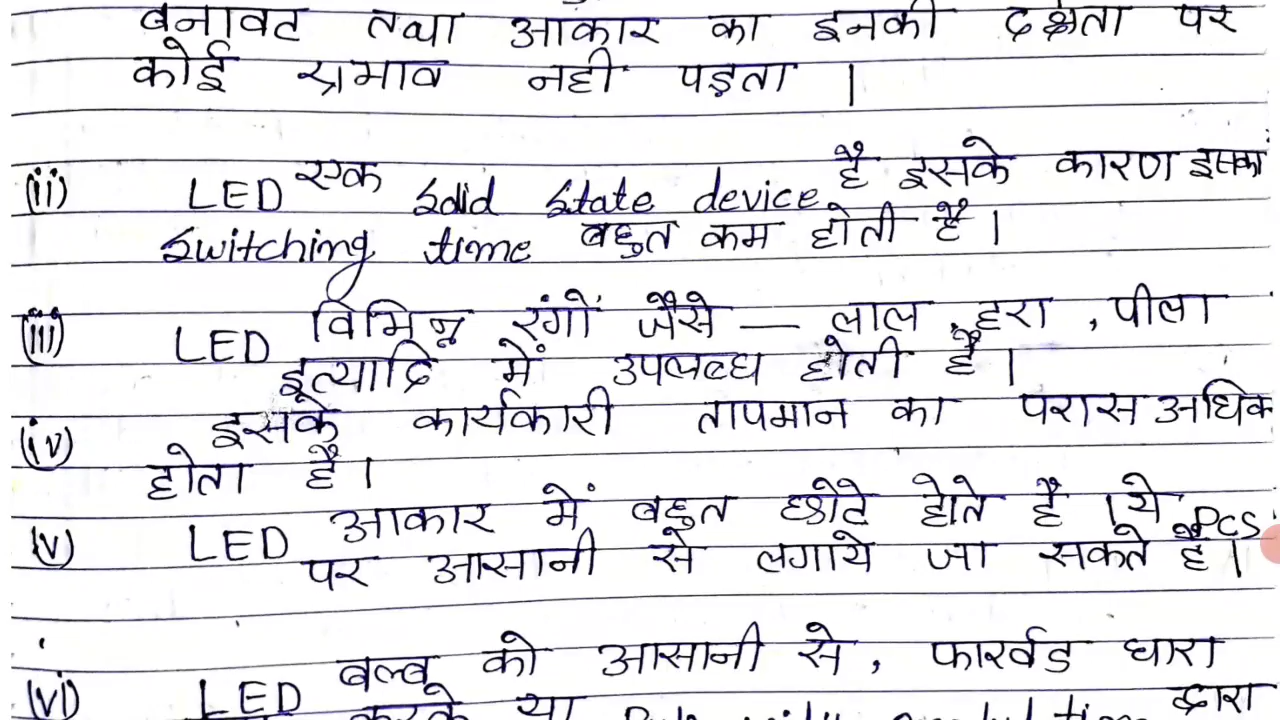 बनावट तथा आकार का इनकी दक्षता पर
कोई प्रभाव नही पड़ता |
(ii) LED एक Solid State device है इसके कारण इसका
Switching time बहुत कम होती है |
(iii) LED विभिन्न रंगों जैसे — लाल , हरा , पीला
इत्यादि में उपलब्ध होती है |
(iv) इसके कार्यकारी तापमान का परास अधिक
होता है |
(v) LED आकार में बहुत छोटे होते है | ये PCS
पर आसानी से लगाये जा सकते है |
(vi) LED बल्ब को आसानी से , फारवर्ड धारा
करके या द्वारा